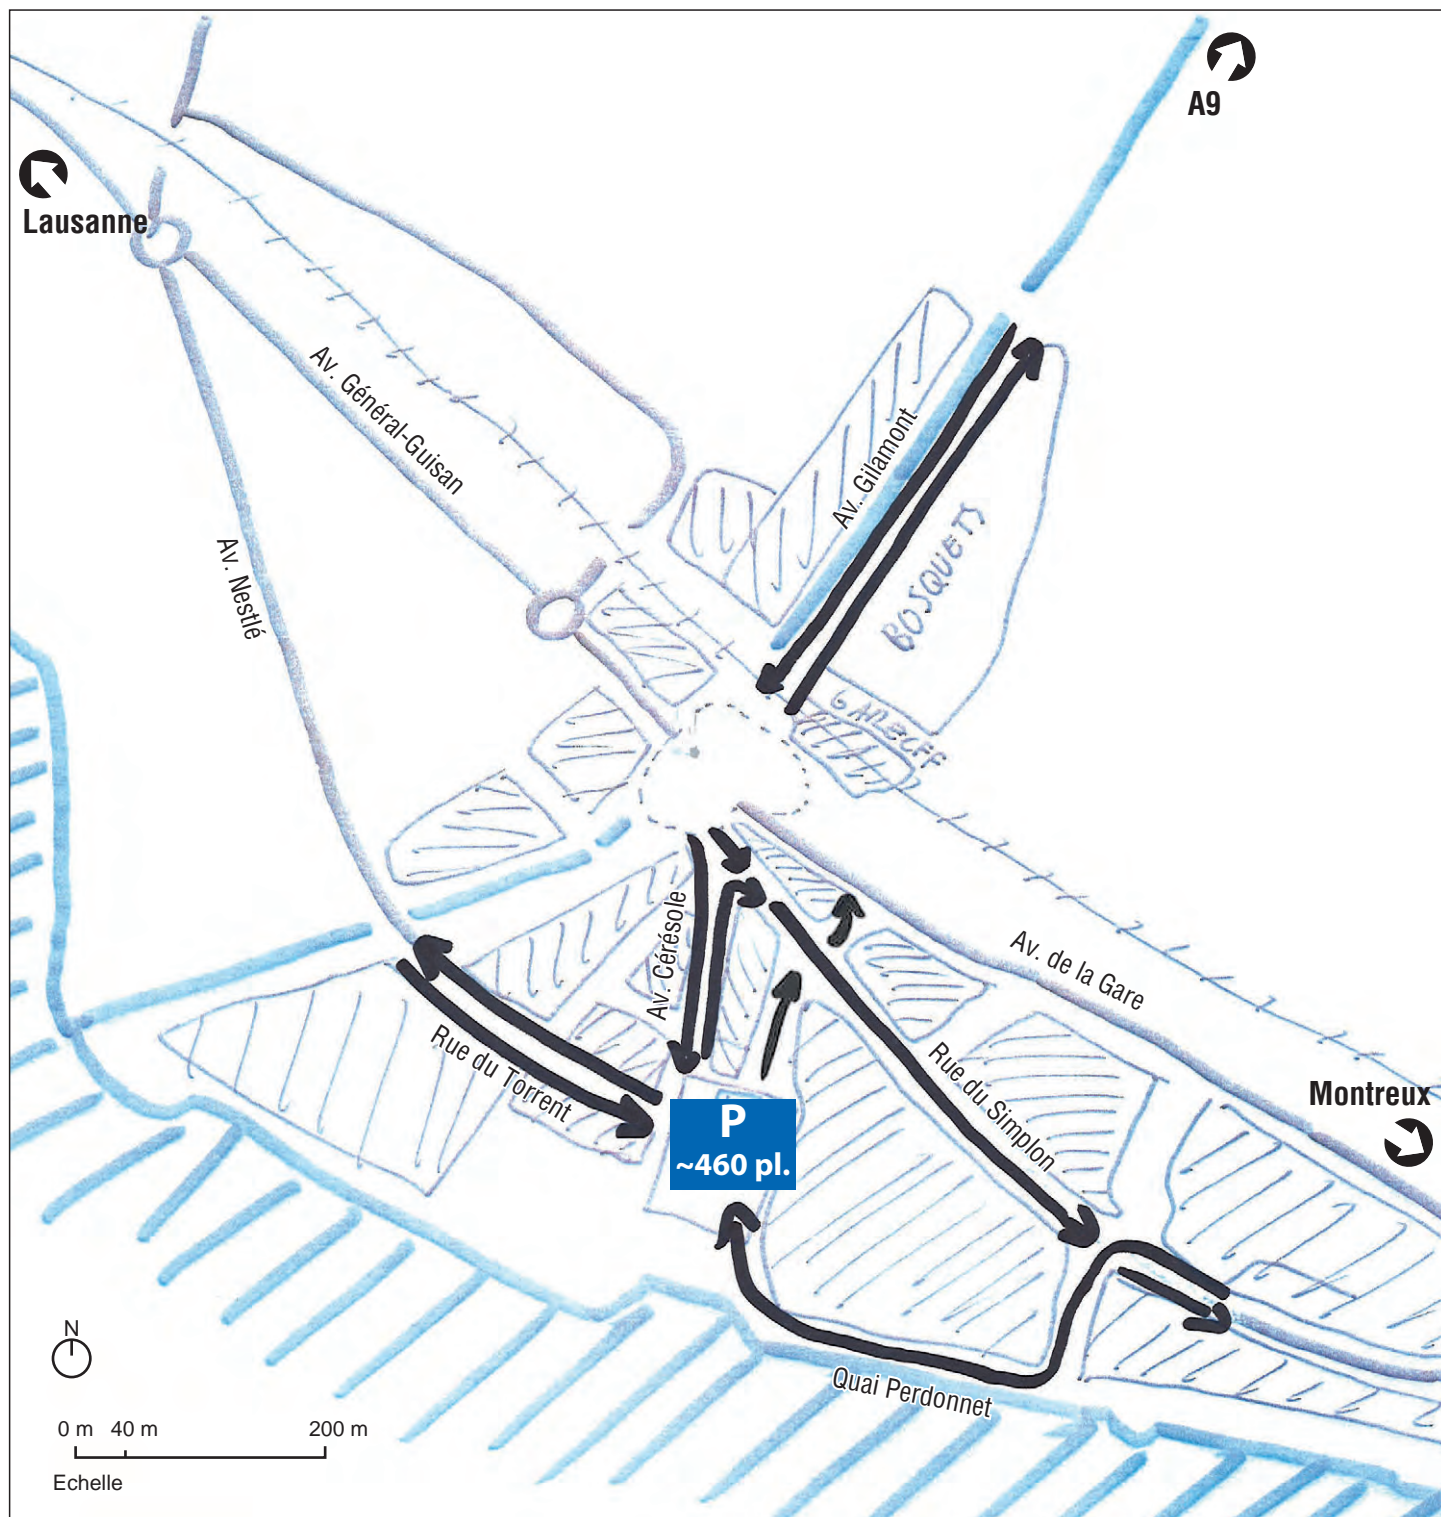 A9
Lausanne
Av. Général-Guisan
Av. Gilamont
Av. Nestlé
BOSQUETS
GARE CFF
Av. Cérésole
Av. de la Gare
Rue du Torrent
Rue du Simplon
Montreux
P
~460 pl.
Quai Perdonnet
N
0 m 40 m 200 m
Echelle